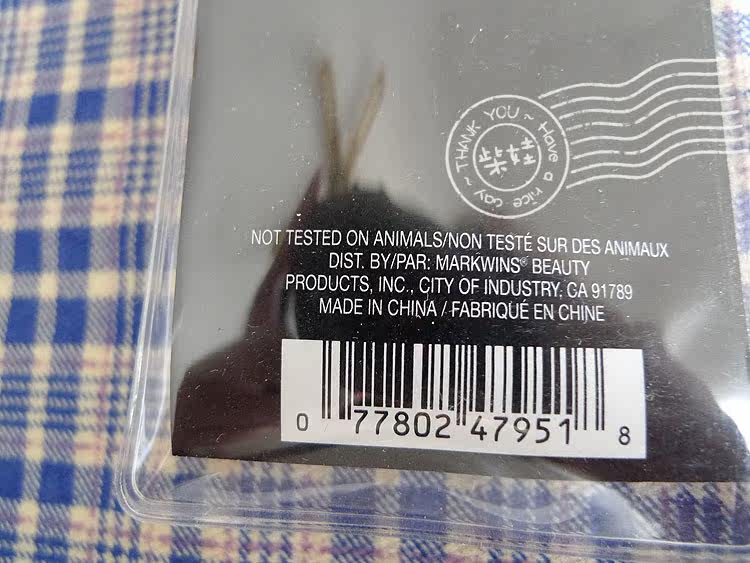 ~ THANK YOU ~ Have a nice day
NOT TESTED ON ANIMALS/NON TESTÉ SUR DES ANIMAUX
DIST. BY/PAR: MARKWINS® BEAUTY
PRODUCTS, INC., CITY OF INDUSTRY, CA 91789
MADE IN CHINA / FABRIQUÉ EN CHINE
0 77802 47951 8